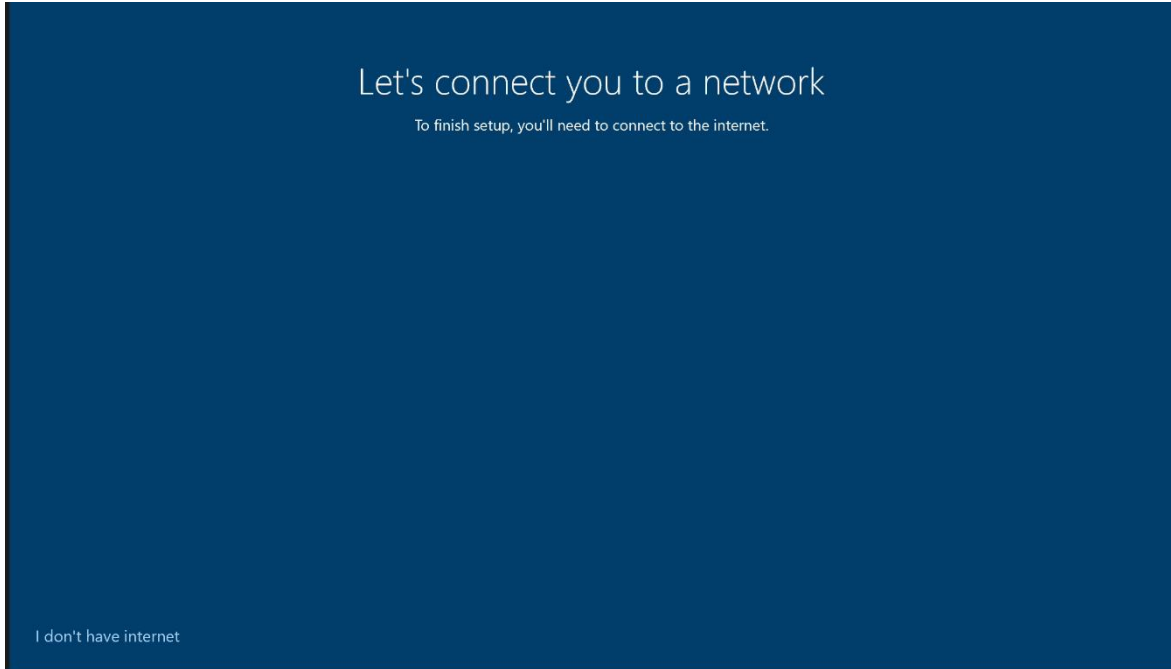 Let's connect you to a network
To finish setup, you'll need to connect to the internet.
I don't have internet